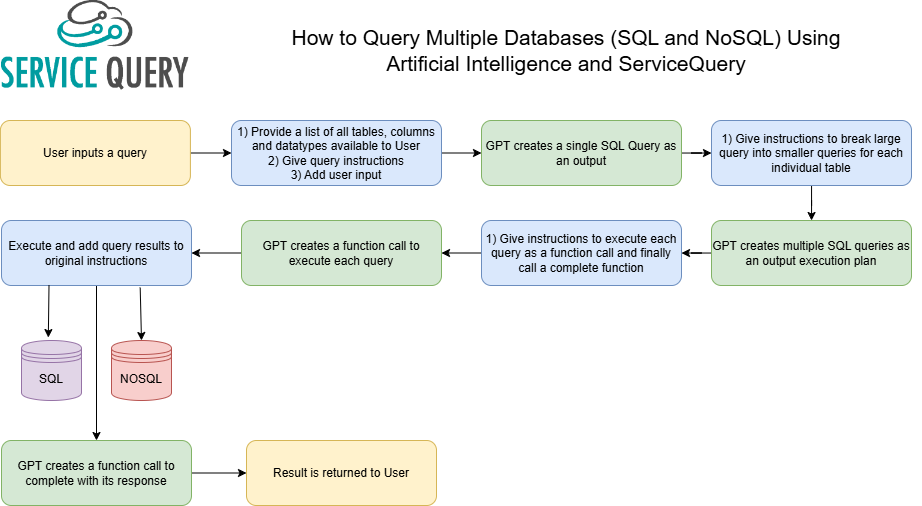 SERVICE QUERY
How to Query Multiple Databases (SQL and NoSQL) Using
Artificial Intelligence and ServiceQuery
User inputs a query
1) Provide a list of all tables, columns
and datatypes available to User
2) Give query instructions
3) Add user input
GPT creates a single SQL Query as
an output
1) Give instructions to break large
query into smaller queries for each
individual table
Execute and add query results to
original instructions
GPT creates a function call to
execute each query
1) Give instructions to execute each
query as a function call and finally
call a complete function
GPT creates multiple SQL queries as
an output execution plan
SQL
NOSQL
GPT creates a function call to
complete with its response
Result is returned to User